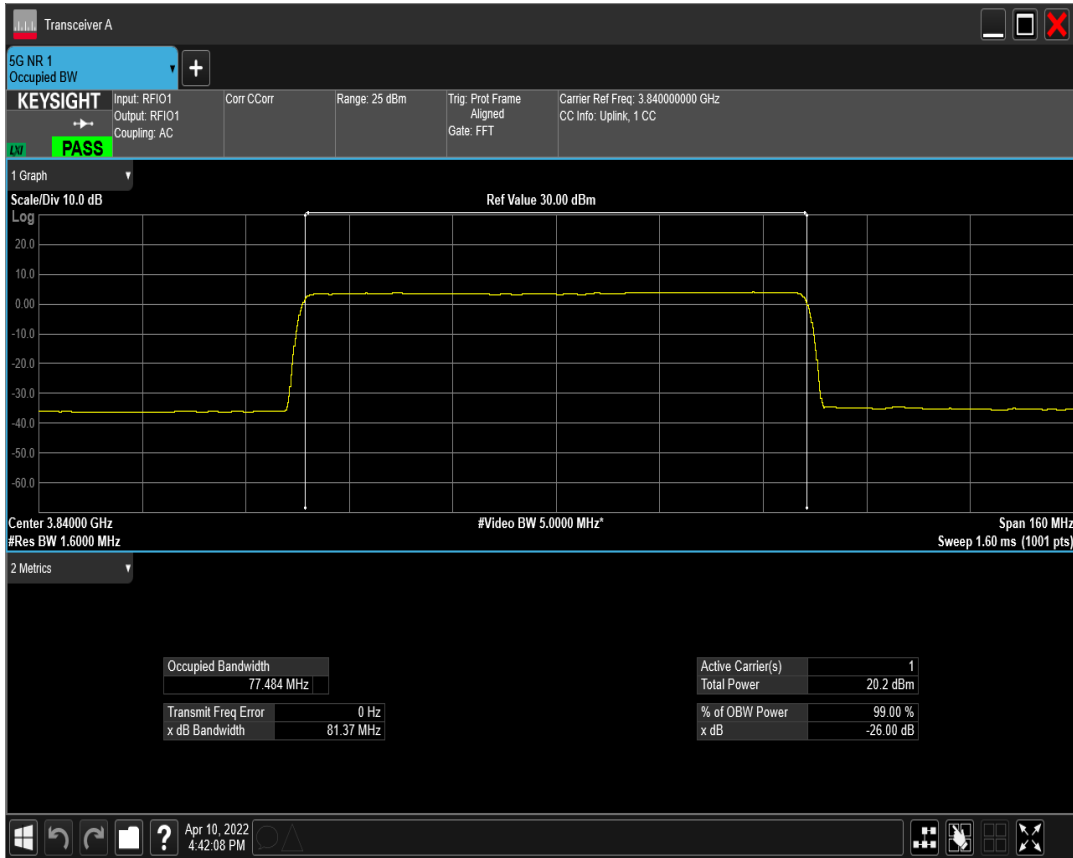 Transceiver A
5G NR 1
Occupied BW
KEYSIGHT
LXI
PASS
Input: RFIO1
Output: RFIO1
Coupling: AC
Corr CCorr
Range: 25 dBm
Trig: Prot Frame
Aligned
Gate: FFT
Carrier Ref Freq: 3.840000000 GHz
CC Info: Uplink, 1 CC
1 Graph
Scale/Div 10.0 dB
Ref Value 30.00 dBm
Log
20.0
10.0
0.00
-10.0
-20.0
-30.0
-40.0
-50.0
-60.0
Center 3.84000 GHz
#Video BW 5.0000 MHz*
Span 160 MHz
#Res BW 1.6000 MHz
Sweep 1.60 ms (1001 pts)
2 Metrics
Occupied Bandwidth
77.484 MHz
Transmit Freq Error 0 Hz
x dB Bandwidth 81.37 MHz
Active Carrier(s) 1
Total Power 20.2 dBm
% of OBW Power 99.00 %
x dB -26.00 dB
?
Apr 10, 2022
4:42:08 PM